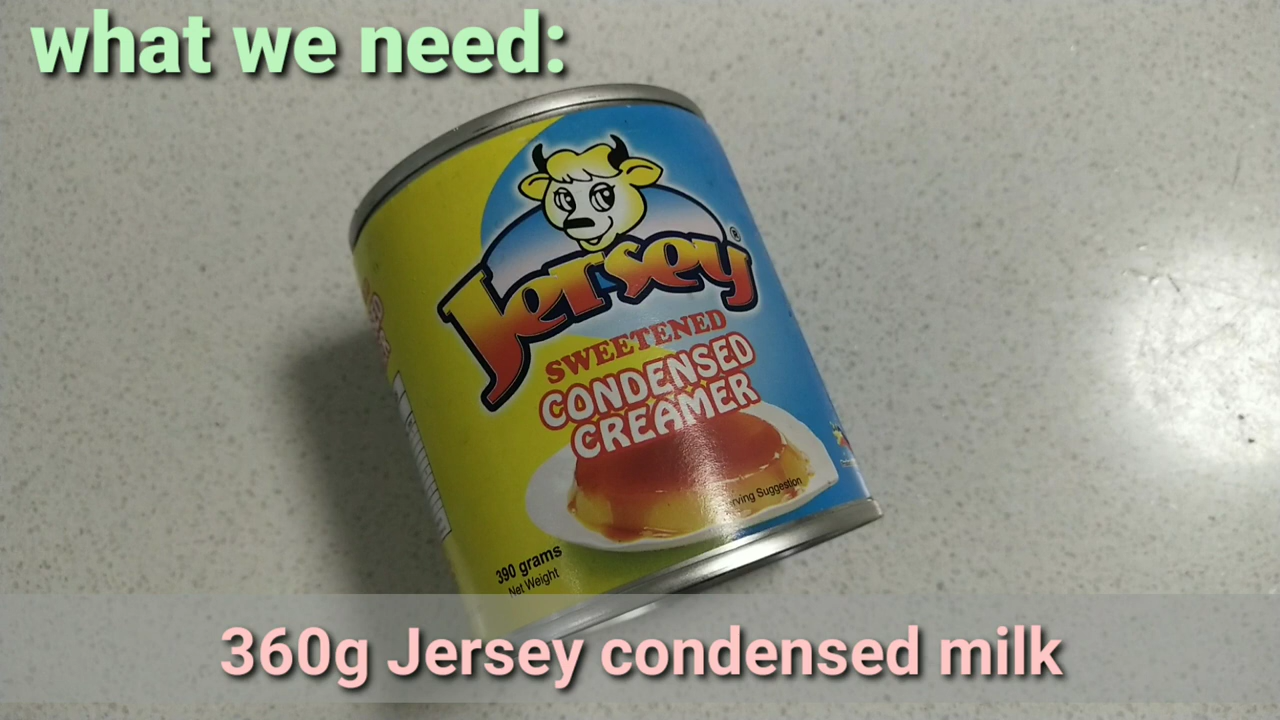 what we need:
Jersey®
SWEETENED
CONDENSED
CREAMER
Serving Suggestion
390 grams
Net Weight
360g Jersey condensed milk